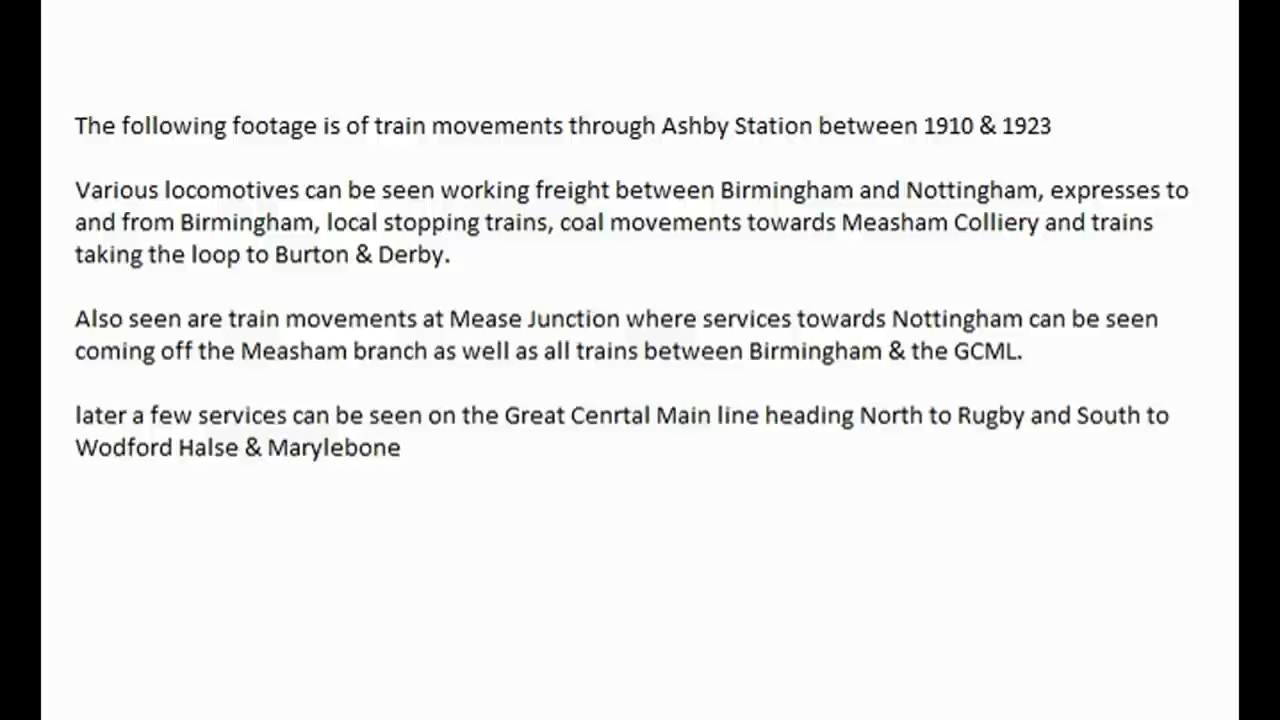 The following footage is of train movements through Ashby Station between 1910 & 1923
Various locomotives can be seen working freight between Birmingham and Nottingham, expresses to
and from Birmingham, local stopping trains, coal movements towards Measham Colliery and trains
taking the loop to Burton & Derby.
Also seen are train movements at Mease Junction where services towards Nottingham can be seen
coming off the Measham branch as well as all trains between Birmingham & the GCML.
later a few services can be seen on the Great Cenrtal Main line heading North to Rugby and South to
Wodford Halse & Marylebone